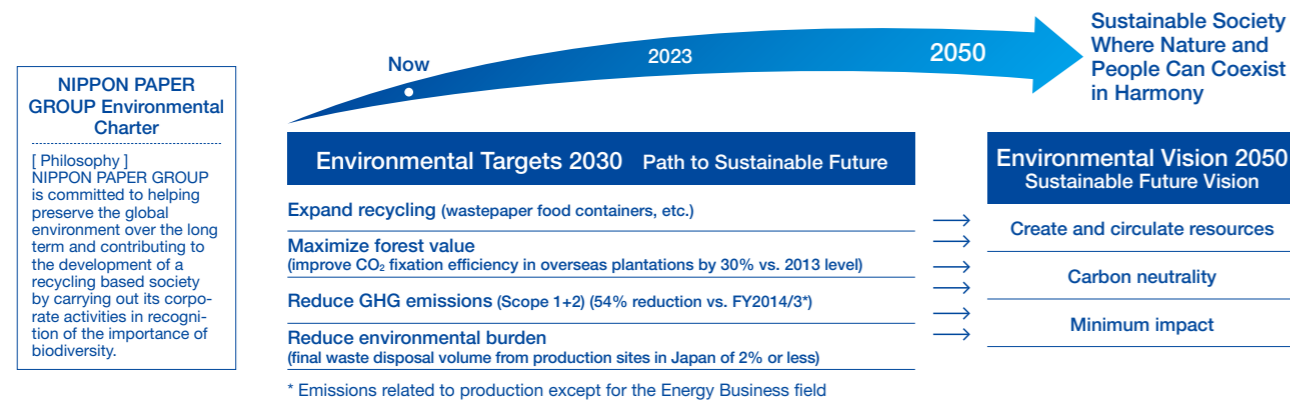 NIPPON PAPER
GROUP Environmental
Charter
[ Philosophy ]
NIPPON PAPER GROUP
is committed to helping
preserve the global
environment over the long
term and contributing to
the development of a
recycling based society
by carrying out its corpo-
rate activities in recogni-
tion of the importance of
biodiversity.
Now
2023
2050
Sustainable Society
Where Nature and
People Can Coexist
in Harmony
Environmental Targets 2030 Path to Sustainable Future
Expand recycling (wastepaper food containers, etc.)
Maximize forest value
(improve CO₂ fixation efficiency in overseas plantations by 30% vs. 2013 level)
Reduce GHG emissions (Scope 1+2) (54% reduction vs. FY2014/3*)
Reduce environmental burden
(final waste disposal volume from production sites in Japan of 2% or less)
* Emissions related to production except for the Energy Business field
Environmental Vision 2050
Sustainable Future Vision
Create and circulate resources
Carbon neutrality
Minimum impact